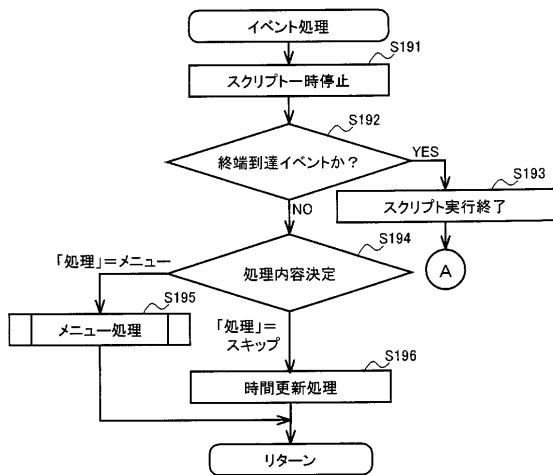 イベント処理
S191
スクリプト一時停止
S192
終端到達イベントか？
YES
S193
スクリプト実行終了
NO
A
S194
処理内容決定
「処理」＝メニュー
S195
メニュー処理
「処理」＝
スキップ
S196
時間更新処理
リターン